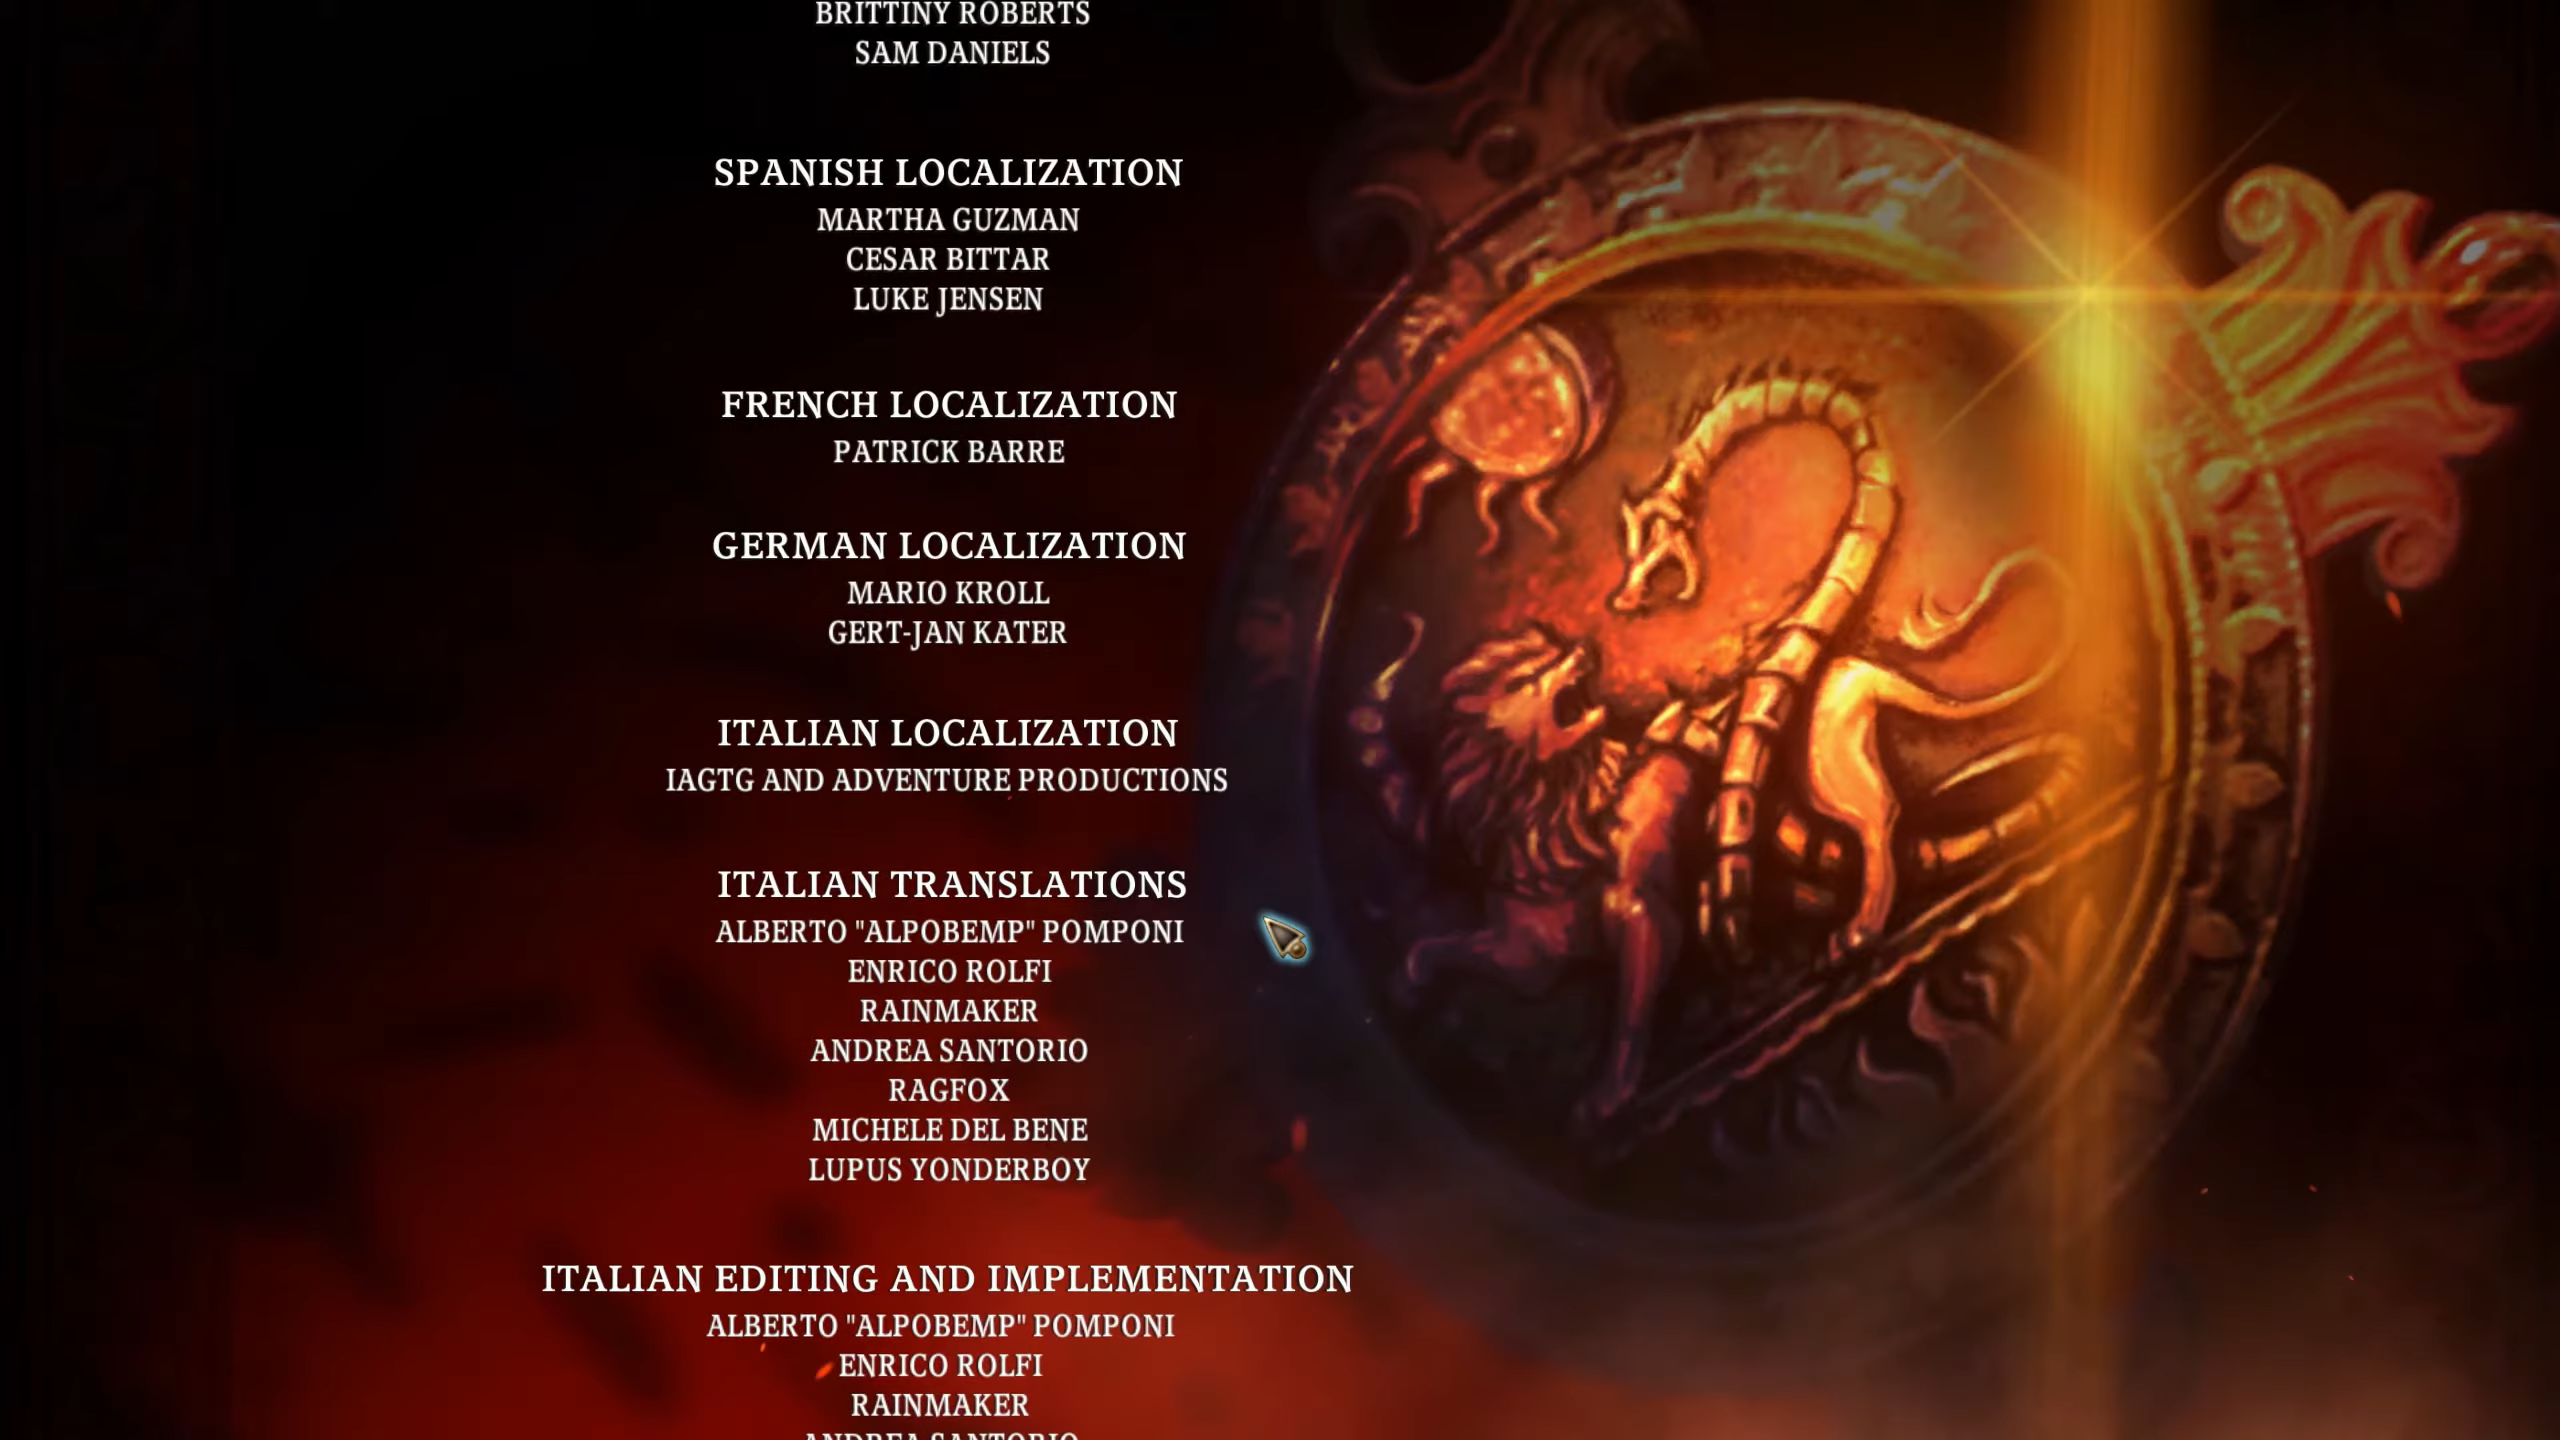 BRITTINY ROBERTS
SAM DANIELS
SPANISH LOCALIZATION
MARTHA GUZMAN
CESAR BITTAR
LUKE JENSEN
FRENCH LOCALIZATION
PATRICK BARRE
GERMAN LOCALIZATION
MARIO KROLL
GERT-JAN KATER
ITALIAN LOCALIZATION
IAGTG AND ADVENTURE PRODUCTIONS
ITALIAN TRANSLATIONS
ALBERTO "ALPOBEMP" POMPONI
ENRICO ROLFI
RAINMAKER
ANDREA SANTORIO
RAGFOX
MICHELE DEL BENE
LUPUS YONDERBOY
ITALIAN EDITING AND IMPLEMENTATION
ALBERTO "ALPOBEMP" POMPONI
ENRICO ROLFI
RAINMAKER
ANDREA SANTORIO